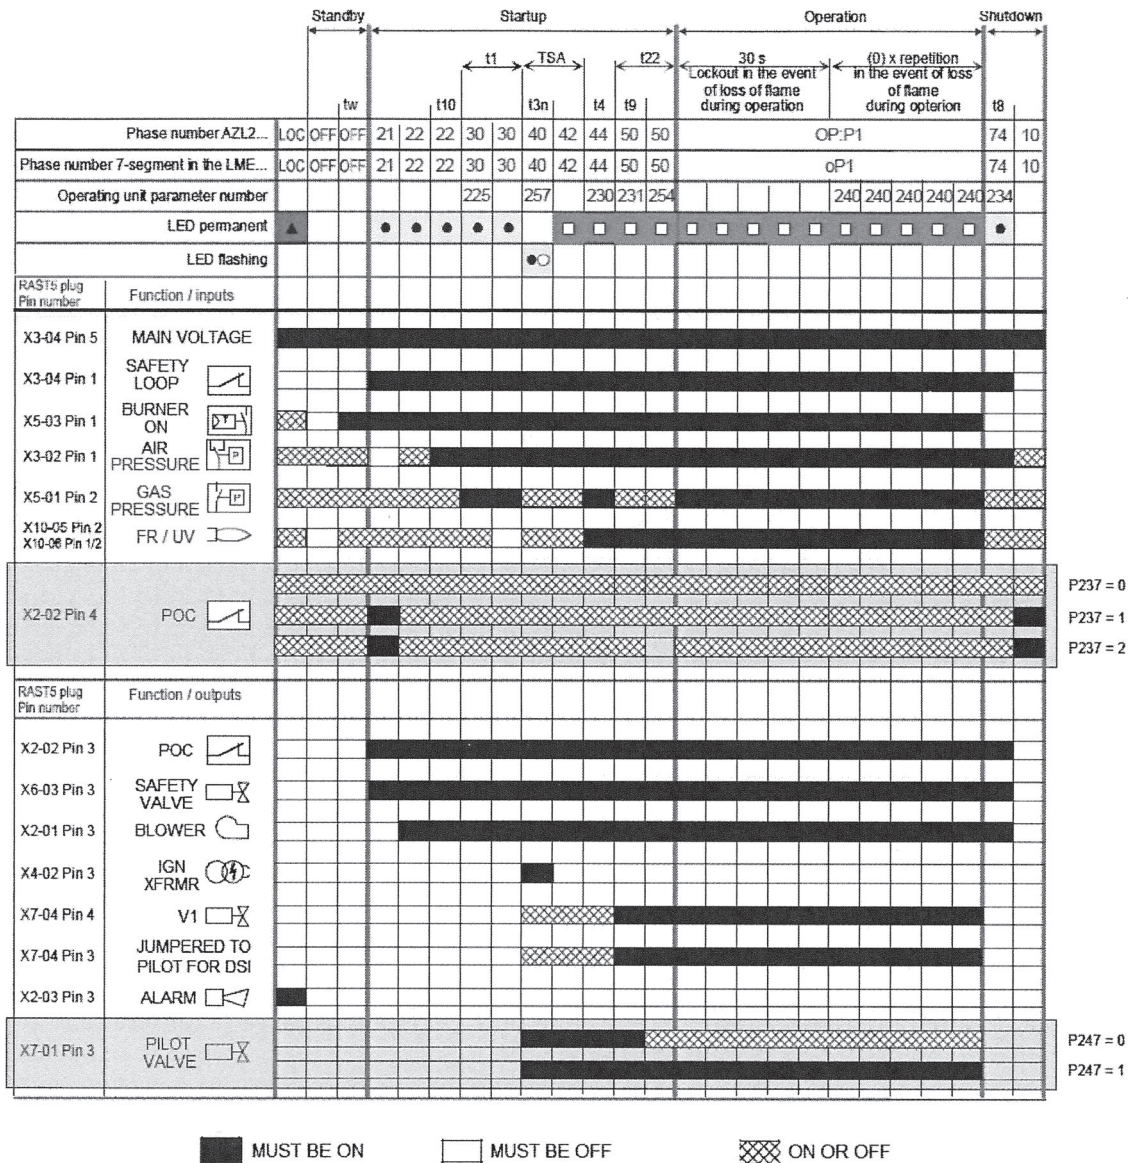 Standby Startup Operation Shutdown
t1 TSA t22 30 s (0) x repetition
Lockout in the event in the event of loss
of loss of flame of flame
during operation during opterion
tw t10 t3n t4 t9 t8
Phase number AZL2... LOC OFF OFF 21 22 22 30 30 40 42 44 50 50 OP:P1 74 10
Phase number 7-segment in the LME... LOC OFF OFF 21 22 22 30 30 40 42 44 50 50 oP1 74 10
Operating unit parameter number 225 257 230 231 254 240 240 240 240 240 234
LED permanent
LED flashing
RAST5 plug
Pin number Function / inputs
X3-04 Pin 5 MAIN VOLTAGE
X3-04 Pin 1 SAFETY
LOOP
X5-03 Pin 1 BURNER
ON
X3-02 Pin 1 AIR
PRESSURE P
X5-01 Pin 2 GAS
PRESSURE P
X10-05 Pin 2
X10-06 Pin 1/2 FR / UV
P237 = 0
X2-02 Pin 4 POC P237 = 1
P237 = 2
RAST5 plug
Pin number Function / outputs
X2-02 Pin 3 POC
X6-03 Pin 3 SAFETY
VALVE
X2-01 Pin 3 BLOWER
X4-02 Pin 3 IGN
XFRMR
X7-04 Pin 4 V1
X7-04 Pin 3 JUMPERED TO
PILOT FOR DSI
X2-03 Pin 3 ALARM
X7-01 Pin 3 PILOT
VALVE P247 = 0
P247 = 1
MUST BE ON MUST BE OFF ON OR OFF